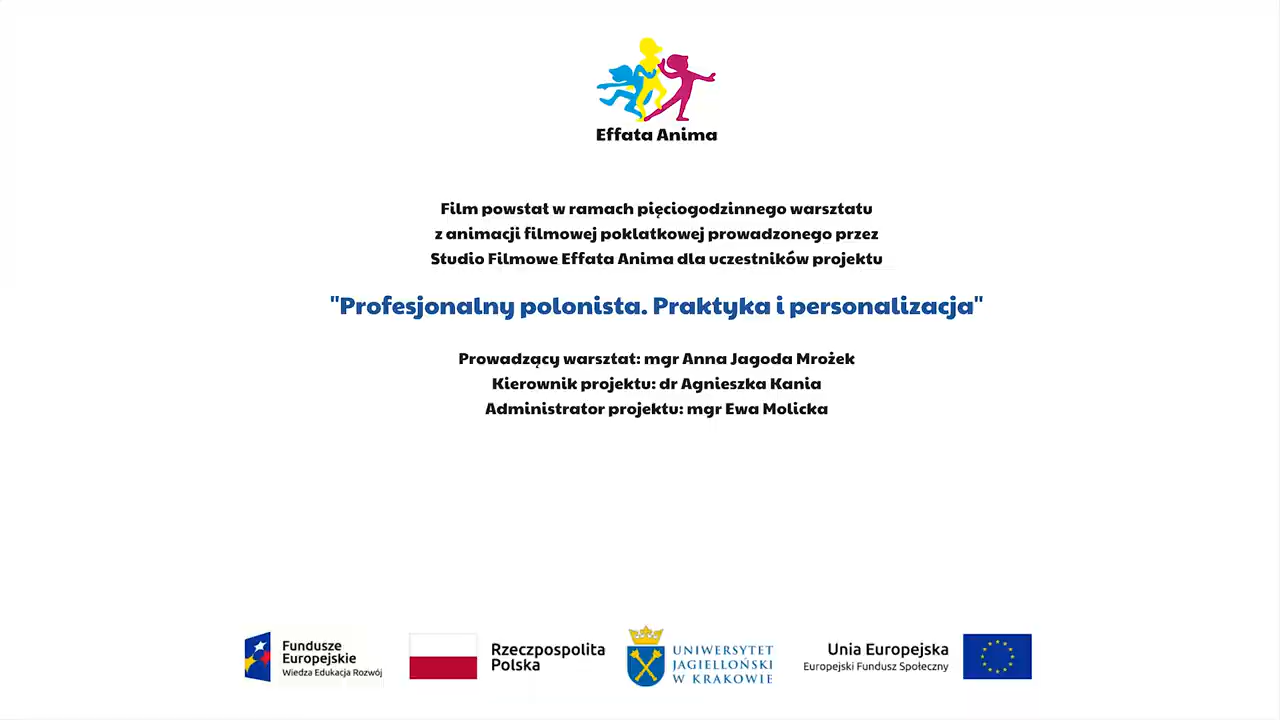 Effata Anima
Film powstał w ramach pięciogodzinnego warsztatu
z animacji filmowej poklatkowej prowadzonego przez
Studio Filmowe Effata Anima dla uczestników projektu
"Profesjonalny polonista. Praktyka i personalizacja"
Prowadzący warsztat: mgr Anna Jagoda Mrożek
Kierownik projektu: dr Agnieszka Kania
Administrator projektu: mgr Ewa Molicka
Fundusze
Europejskie
Wiedza Edukacja Rozwój
Rzeczpospolita
Polska
UNIWERSYTET
JAGIELLOŃSKI
W KRAKOWIE
Unia Europejska
Europejski Fundusz Społeczny